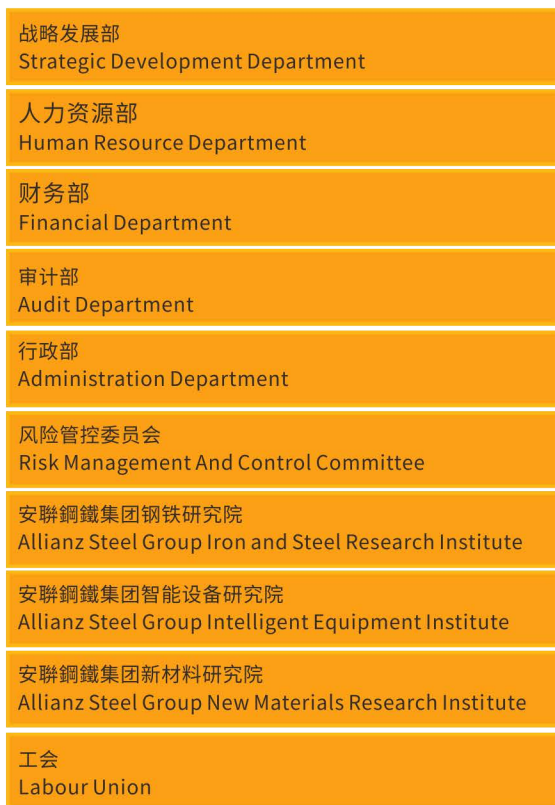 战略发展部
Strategic Development Department
人力资源部
Human Resource Department
财务部
Financial Department
审计部
Audit Department
行政部
Administration Department
风险管控委员会
Risk Management And Control Committee
安聨鋼鐵集团钢铁研究院
Allianz Steel Group Iron and Steel Research Institute
安聨鋼鐵集团智能设备研究院
Allianz Steel Group Intelligent Equipment Institute
安聨鋼鐵集团新材料研究院
Allianz Steel Group New Materials Research Institute
工会
Labour Union